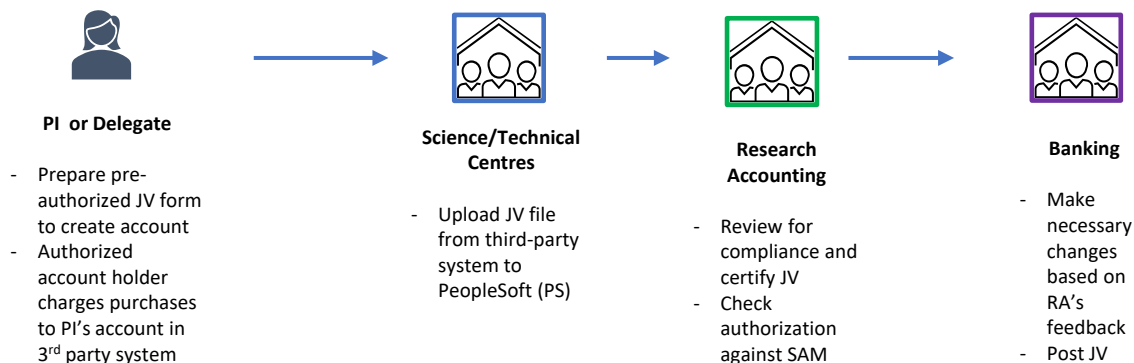 PI or Delegate
- Prepare pre-
authorized JV form
to create account
- Authorized
account holder
charges purchases
to PI's account in
3rd party system
Science/Technical
Centres
- Upload JV file
from third-party
system to
PeopleSoft (PS)
Research
Accounting
- Review for
compliance and
certify JV
- Check
authorization
against SAM
Banking
- Make
necessary
changes
based on
RA's
feedback
- Post JV